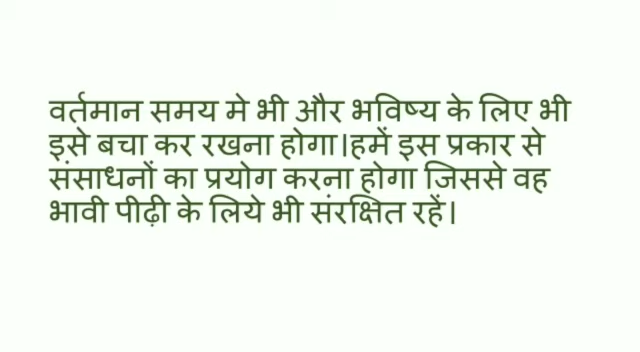 वर्तमान समय मे भी और भविष्य के लिए भी
इसे बचा कर रखना होगा।हमें इस प्रकार से
संसाधनों का प्रयोग करना होगा जिससे वह
भावी पीढ़ी के लिये भी संरक्षित रहें।